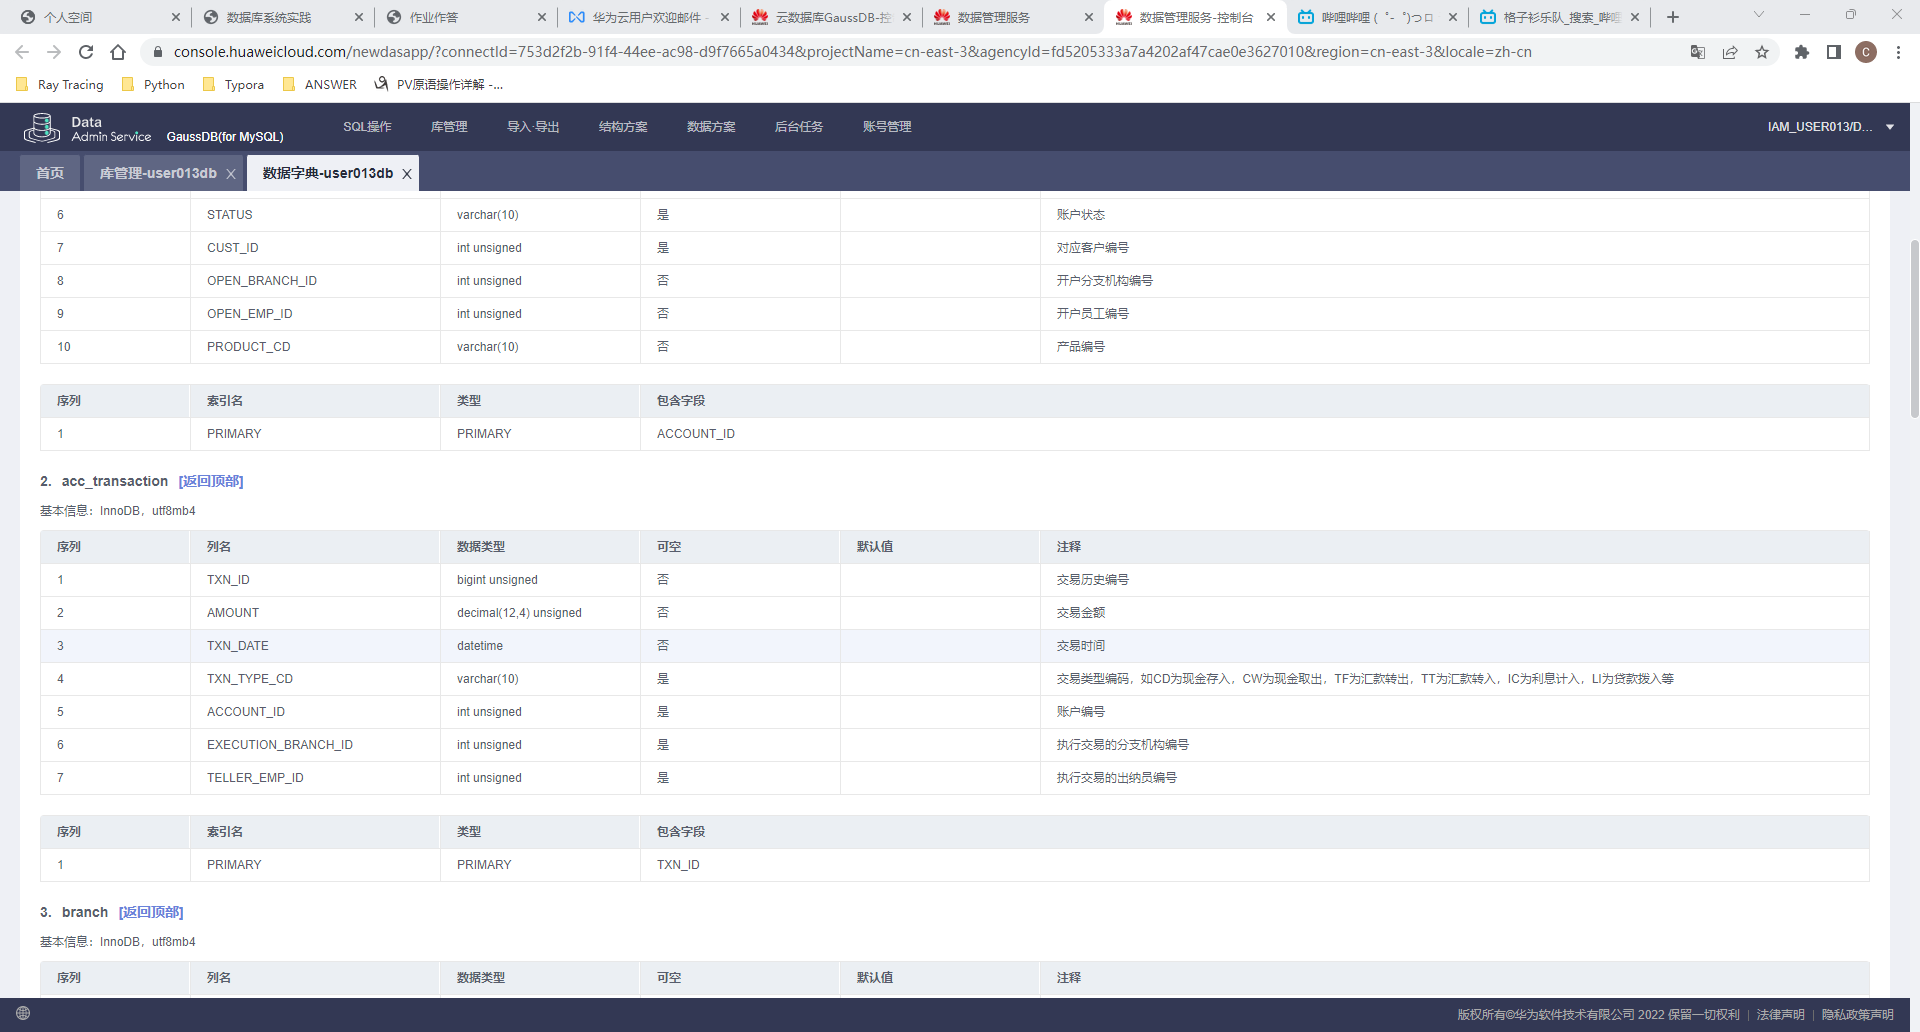 个人空间
数据库系统实践
作业作答
华为云用户欢迎邮件 -
云数据库GaussDB-控
数据管理服务
数据管理服务-控制台
哔哩哔哩 ( ゜- ゜)つロ
格子衫乐队_搜索_哔哩
console.huaweicloud.com/newdasapp/?connectId=753d2f2b-91f4-44ee-ac98-d9f7665a0434&projectName=cn-east-3&agencyId=fd5205333a7a4202af47cae0e3627010&region=cn-east-3&locale=zh-cn
C
Ray Tracing Python Typora ANSWER PV原语操作详解 -...
Data
Admin Service GaussDB(for MySQL) SQL操作 库管理 导入·导出 结构方案 数据方案 后台任务 账号管理 IAM_USER013/D...
首页 库管理-user013db 数据字典-user013db
6 STATUS varchar(10) 是 账户状态
7 CUST_ID int unsigned 是 对应客户编号
8 OPEN_BRANCH_ID int unsigned 否 开户分支机构编号
9 OPEN_EMP_ID int unsigned 否 开户员工编号
10 PRODUCT_CD varchar(10) 否 产品编号
序列 索引名 类型 包含字段
1 PRIMARY PRIMARY ACCOUNT_ID
2. acc_transaction [返回顶部]
基本信息：InnoDB，utf8mb4
序列 列名 数据类型 可空 默认值 注释
1 TXN_ID bigint unsigned 否 交易历史编号
2 AMOUNT decimal(12,4) unsigned 否 交易金额
3 TXN_DATE datetime 否 交易时间
4 TXN_TYPE_CD varchar(10) 是 交易类型编码，如CD为现金存入，CW为现金取出，TF为汇款转出，TT为汇款转入，IC为利息计入，LI为贷款拨入等
5 ACCOUNT_ID int unsigned 是 账户编号
6 EXECUTION_BRANCH_ID int unsigned 是 执行交易的分支机构编号
7 TELLER_EMP_ID int unsigned 是 执行交易的出纳员编号
序列 索引名 类型 包含字段
1 PRIMARY PRIMARY TXN_ID
3. branch [返回顶部]
基本信息：InnoDB，utf8mb4
序列 列名 数据类型 可空 默认值 注释
版权所有©华为软件技术有限公司 2022 保留一切权利 | 法律声明 | 隐私政策声明